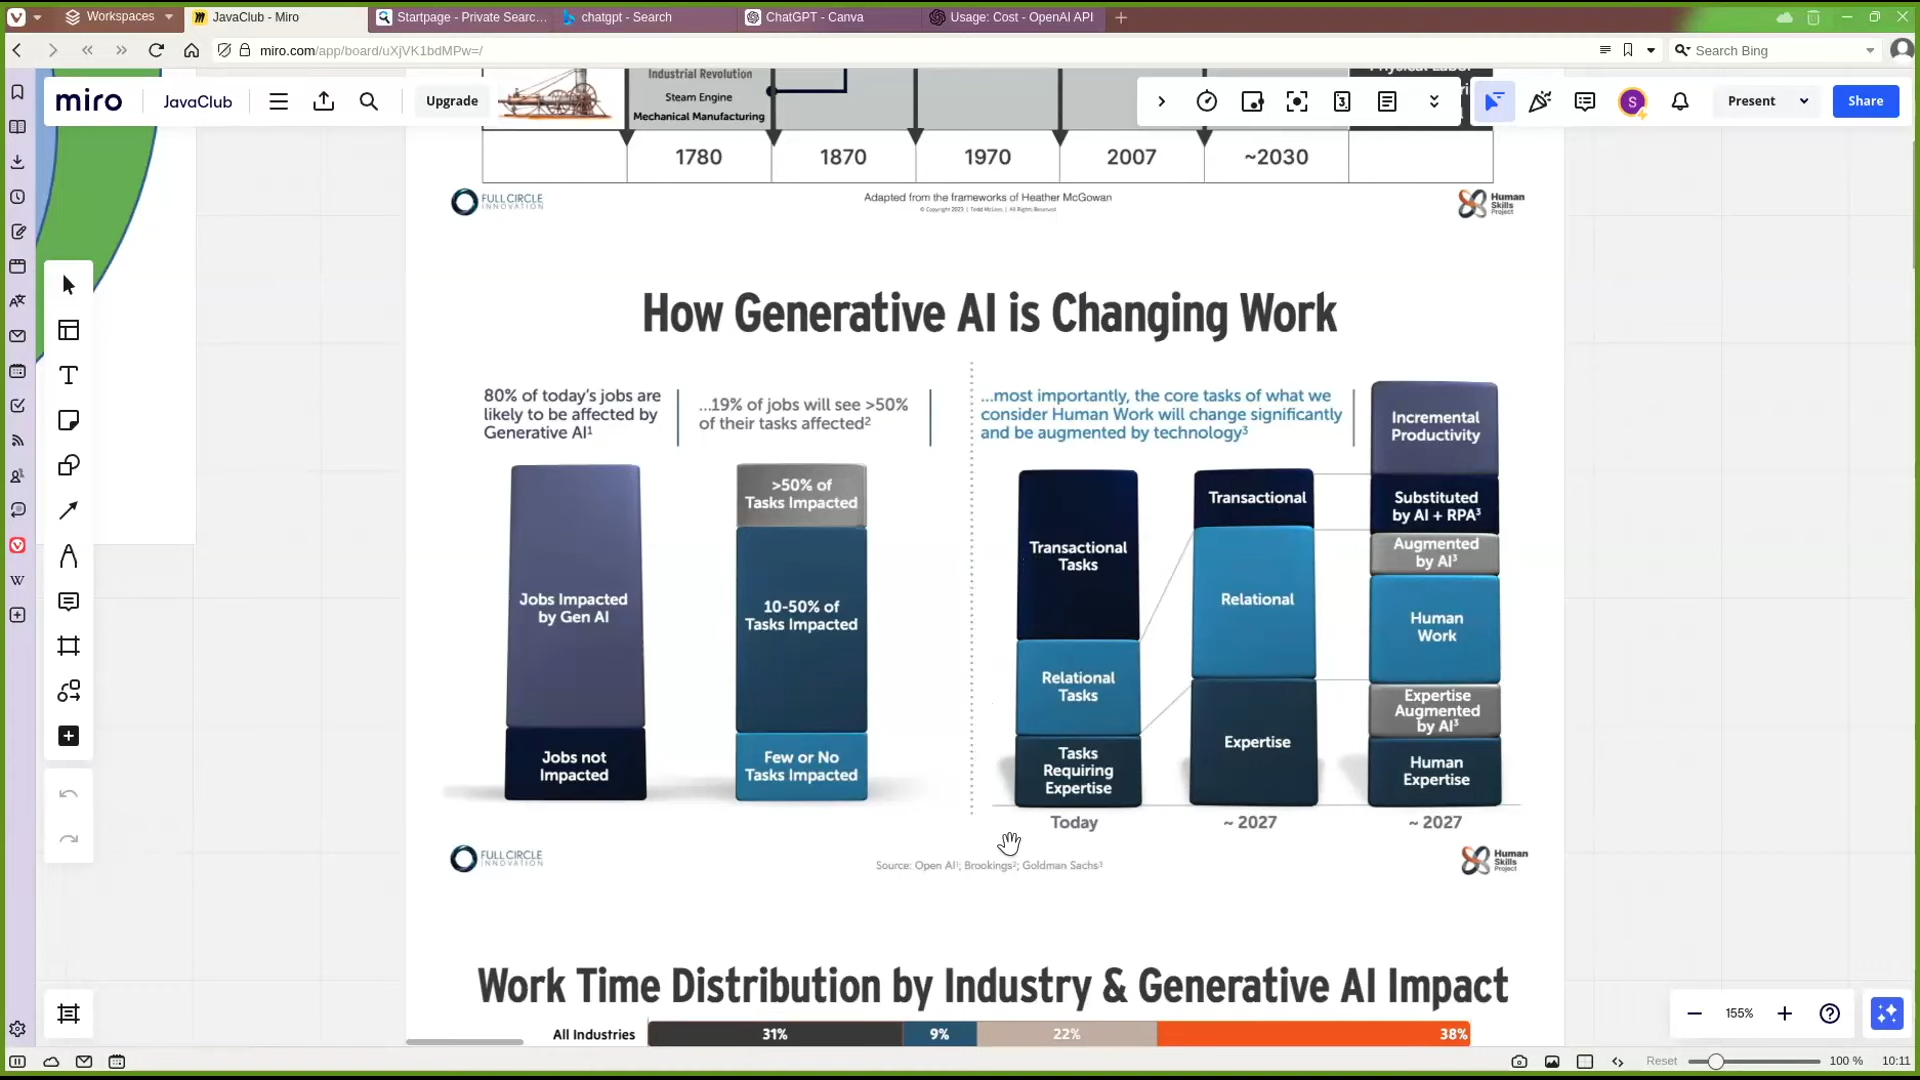 Workspaces
JavaClub - Miro
Startpage - Private Searc...
chatgpt - Search
ChatGPT - Canva
Usage: Cost - OpenAI API
miro.com/app/board/uXjVK1bdMPw=/
Search Bing
miro
JavaClub
Upgrade
Present
Share
Industrial Revolution
Steam Engine
Mechanical Manufacturing
1780
1870
1970
2007
~2030
FULL CIRCLE
INNOVATION
Adapted from the frameworks of Heather McGowan
© Copyright 2023 | Todd McLees | All Rights Reserved
Human
Skills
Project
How Generative AI is Changing Work
80% of today's jobs are
likely to be affected by
Generative AI¹
...19% of jobs will see >50%
of their tasks affected²
...most importantly, the core tasks of what we
consider Human Work will change significantly
and be augmented by technology³
Jobs Impacted
by Gen AI
Jobs not
Impacted
>50% of
Tasks Impacted
10-50% of
Tasks Impacted
Few or No
Tasks Impacted
Transactional
Tasks
Relational
Tasks
Tasks
Requiring
Expertise
Today
Transactional
Relational
Expertise
~ 2027
Incremental
Productivity
Substituted
by AI + RPA³
Augmented
by AI³
Human
Work
Expertise
Augmented
by AI³
Human
Expertise
~ 2027
FULL CIRCLE
INNOVATION
Source: Open AI¹; Brookings²; Goldman Sachs³
Human
Skills
Project
Work Time Distribution by Industry & Generative AI Impact
All Industries
31%
9%
22%
38%
155%
Reset
100 %
10:11